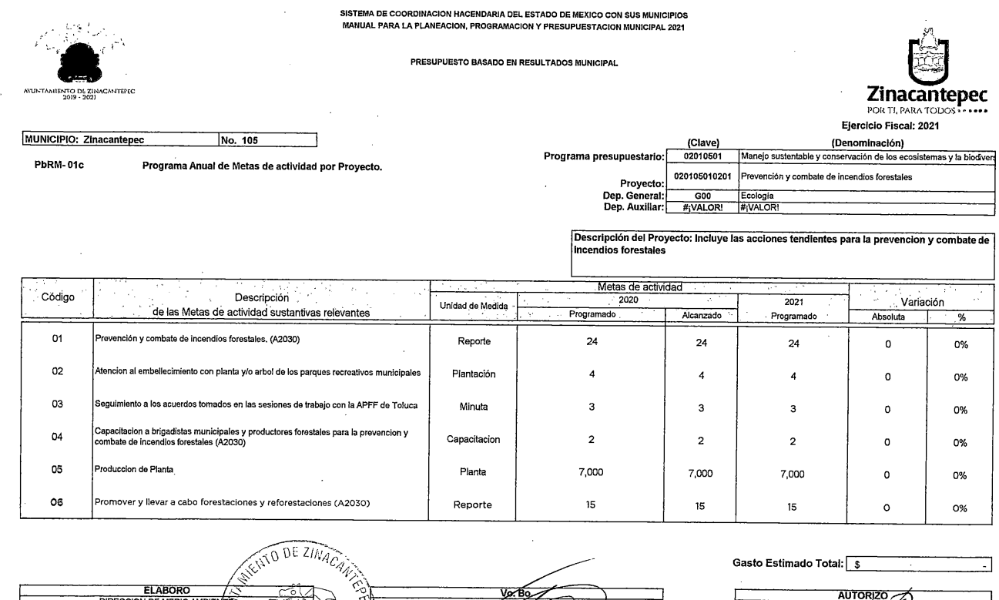 SISTEMA DE COORDINACION HACENDARIA DEL ESTADO DE MEXICO CON SUS MUNICIPIOS
MANUAL PARA LA PLANEACION, PROGRAMACION Y PRESUPUESTACION MUNICIPAL 2021
PRESUPUESTO BASADO EN RESULTADOS MUNICIPAL
AYUNTAMIENTO DE ZINACANTEPEC
2019 - 2021
Zinacantepec
POR TI, PARA TODOS
Ejercicio Fiscal: 2021
MUNICIPIO: Zinacantepec No. 105
(Clave) (Denominación)
PbRM- 01c Programa Anual de Metas de actividad por Proyecto.
Programa presupuestario: 02010501 Manejo sustentable y conservación de los ecosistemas y la biodivers
Proyecto: 020105010201 Prevención y combate de incendios forestales
Dep. General: G00 Ecología
Dep. Auxiliar: #¡VALOR! #¡VALOR!
Descripción del Proyecto: Incluye las acciones tendientes para la prevencion y combate de
incendios forestales
Código Descripción
de las Metas de actividad sustantivas relevantes
Metas de actividad
Unidad de Medida 2020 2021 Variación
Programado Alcanzado Programado Absoluta %
01 Prevención y combate de incendios forestales. (A2030) Reporte 24 24 24 0 0%
02 Atencion al embellecimiento con planta y/o arbol de los parques recreativos municipales Plantación 4 4 4 0 0%
03 Seguimiento a los acuerdos tomados en las sesiones de trabajo con la APFF de Toluca Minuta 3 3 3 0 0%
04 Capacitacion a brigadistas municipales y productores forestales para la prevencion y
combate de incendios forestales (A2030) Capacitacion 2 2 2 0 0%
05 Produccion de Planta Planta 7,000 7,000 7,000 0 0%
06 Promover y llevar a cabo forestaciones y reforestaciones (A2030) Reporte 15 15 15 0 0%
Gasto Estimado Total: $ -
ELABORO
Vo. Bo.
AUTORIZO